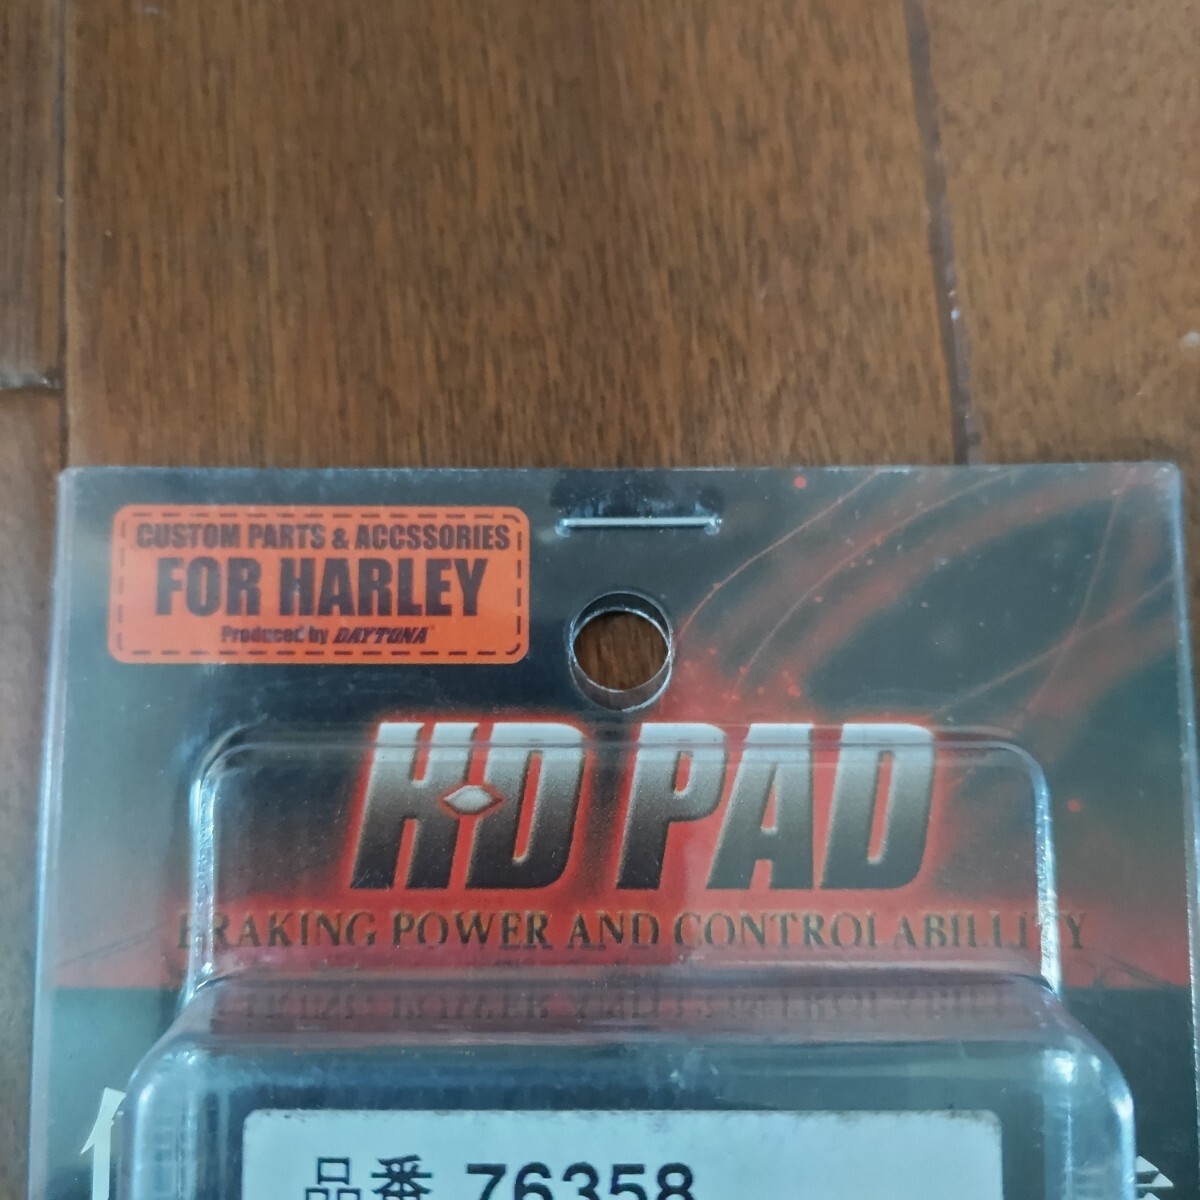 CUSTOM PARTS & ACCSSORIES
FOR HARLEY
Produced by DAYTONA
HD PAD
BRAKING POWER AND CONTROLABILLITY
品番 76358